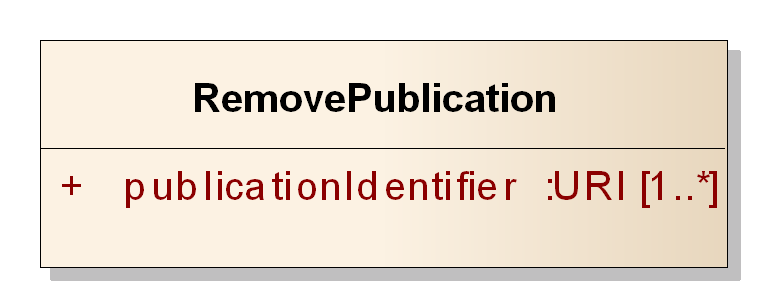 RemovePublication
+ publicationIdentifier :URI [1..*]